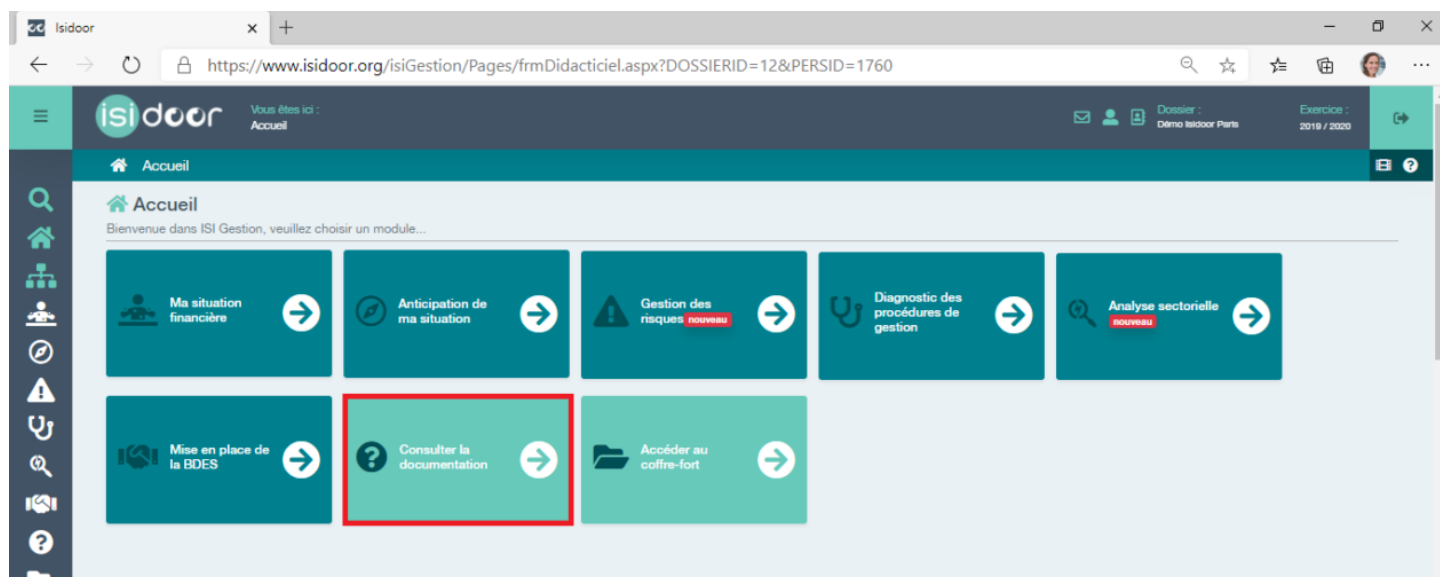 Isidoor
https://www.isidoor.org/isiGestion/Pages/frmDidacticiel.aspx?DOSSIERID=12&PERSID=1760
isidoor
Vous êtes ici :
Accueil
Dossier :
Démo Isidoor Paris
Exercice :
2019 / 2020
Accueil
Accueil
Bienvenue dans ISI Gestion, veuillez choisir un module...
Ma situation
financière
Anticipation de
ma situation
Gestion des
risques nouveau
Diagnostic des
procédures de
gestion
Analyse sectorielle
nouveau
Mise en place de
la BDES
Consulter la
documentation
Accéder au
coffre-fort